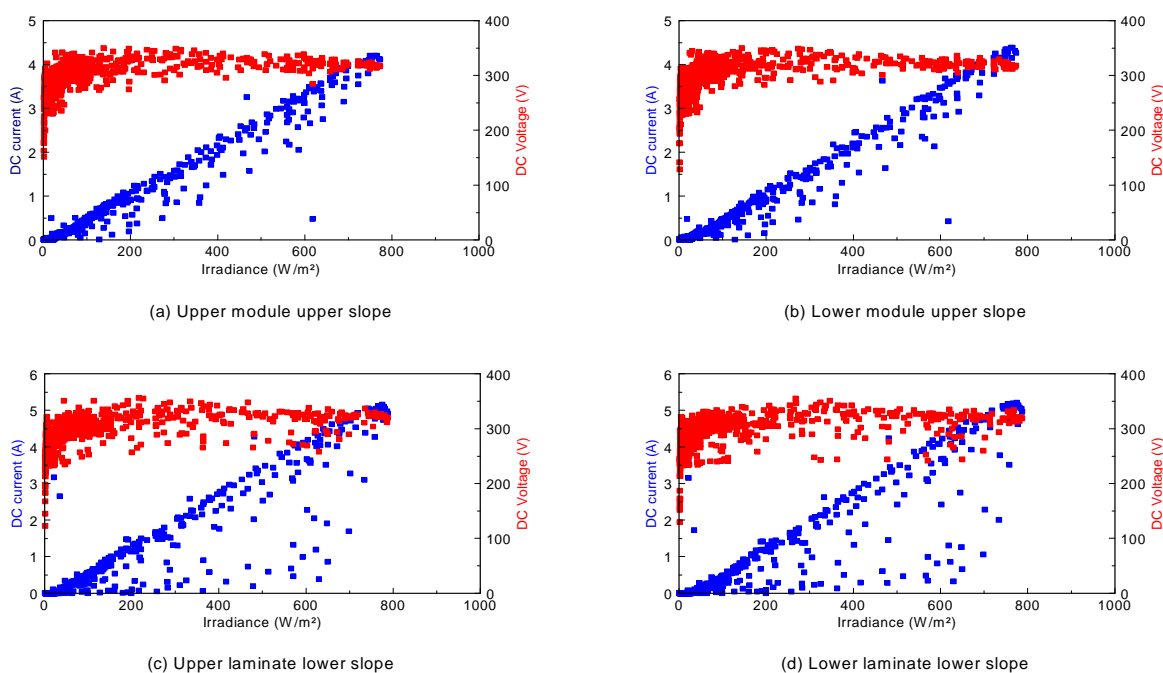 5 400 5 400
4 300 4 300
3 3
200 200
2 2
100 100
1 1
0 0 0 0
0 200 400 600 800 1000 0 200 400 600 800 1000
DC current (A) DC Voltage (V) DC current (A) DC Voltage (V)
Irradiance (W/m²) Irradiance (W/m²)
(a) Upper module upper slope (b) Lower module upper slope
6 400 6 400
5 5
300 300
4 4
3 200 3 200
2 2
100 100
1 1
0 0 0 0
0 200 400 600 800 1000 0 200 400 600 800 1000
DC current (A) DC Voltage (V) DC current (A) DC Voltage (V)
Irradiance (W/m²) Irradiance (W/m²)
(c) Upper laminate lower slope (d) Lower laminate lower slope